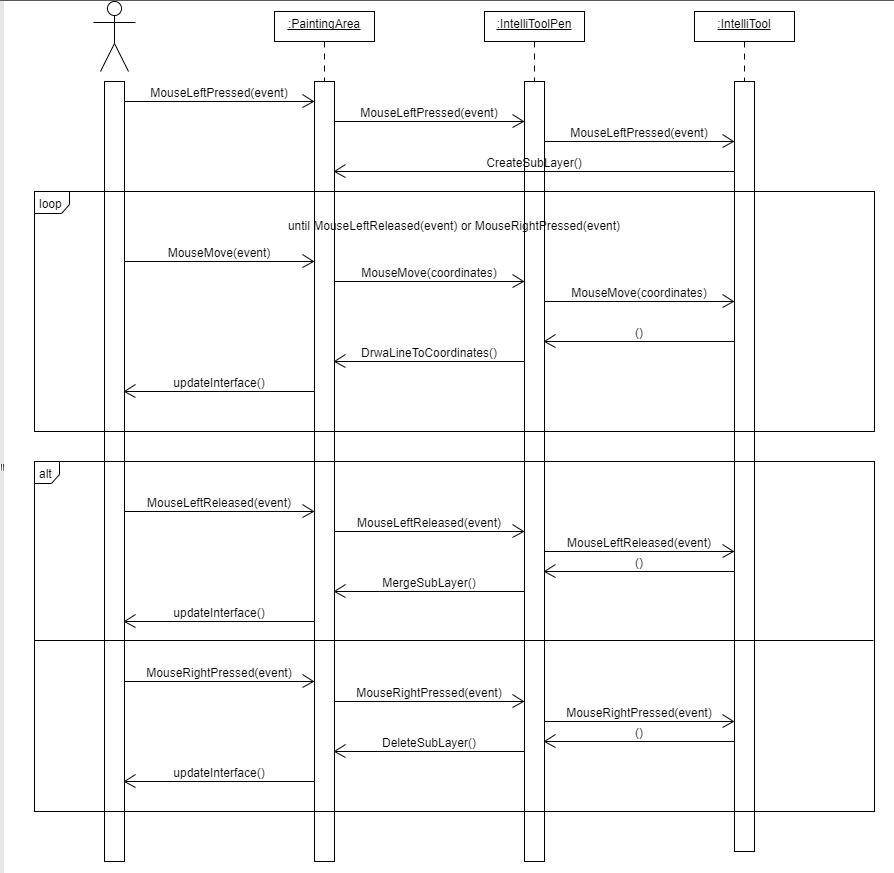 :PaintingArea
:IntelliToolPen
:IntelliTool
MouseLeftPressed(event)
MouseLeftPressed(event)
MouseLeftPressed(event)
CreateSubLayer()
loop
until MouseLeftReleased(event) or MouseRightPressed(event)
MouseMove(event)
MouseMove(coordinates)
MouseMove(coordinates)
()
DrwaLineToCoordinates()
updateInterface()
alt
MouseLeftReleased(event)
MouseLeftReleased(event)
MouseLeftReleased(event)
()
MergeSubLayer()
updateInterface()
MouseRightPressed(event)
MouseRightPressed(event)
MouseRightPressed(event)
()
DeleteSubLayer()
updateInterface()